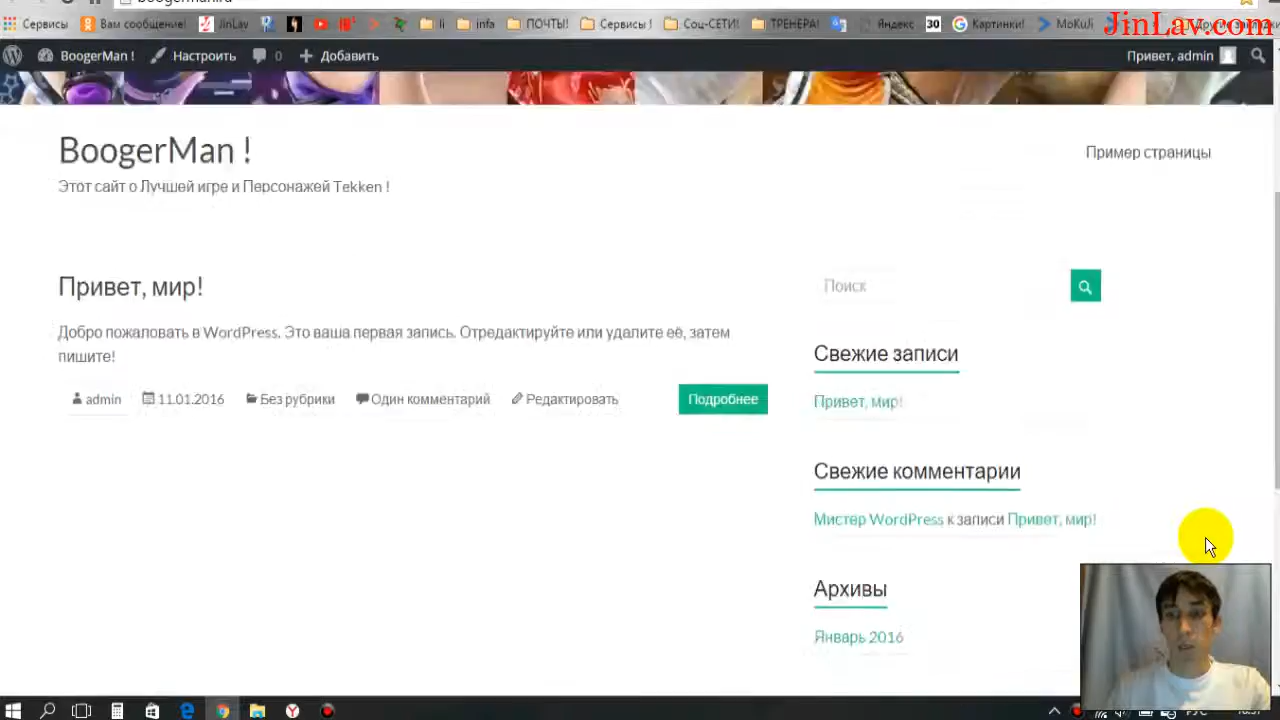 Сервисы Вам сообщение! JinLav li infa ПОЧТЫ! Сервисы ! Соц-СЕТИ! ТРЕНЕРА! Яндекс 30 Картинки! MoKuJi
JinLav.com
BoogerMan ! Настроить 0 Добавить Привет, admin
BoogerMan !
Пример страницы
Этот сайт о Лучшей игре и Персонажей Tekken !
Привет, мир!
Поиск
Добро пожаловать в WordPress. Это ваша первая запись. Отредактируйте или удалите её, затем
пишите!
Свежие записи
admin 11.01.2016 Без рубрики Один комментарий Редактировать Подробнее
Привет, мир!
Свежие комментарии
Мистер WordPress к записи Привет, мир!
Архивы
Январь 2016